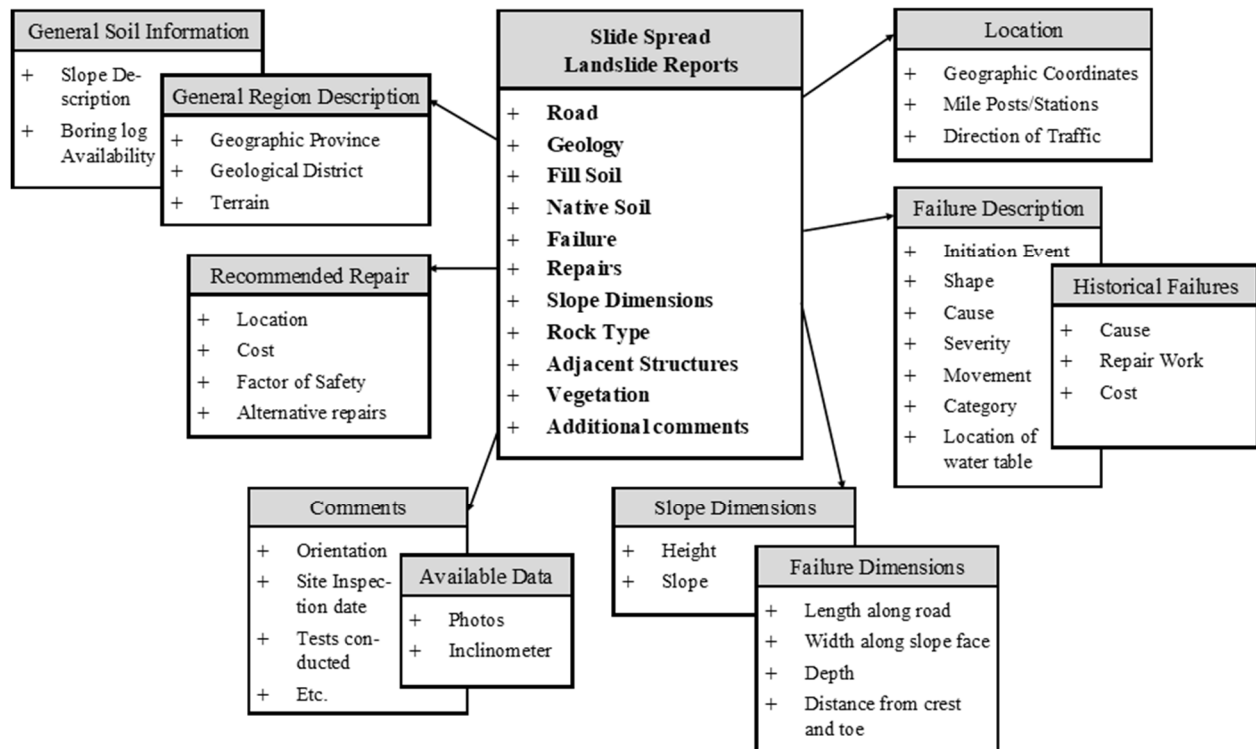 General Soil Information
+ Slope De-
scription
+ Boring log
Availability
General Region Description
+ Geographic Province
+ Geological District
+ Terrain
Slide Spread
Landslide Reports
+ Road
+ Geology
+ Fill Soil
+ Native Soil
+ Failure
+ Repairs
+ Slope Dimensions
+ Rock Type
+ Adjacent Structures
+ Vegetation
+ Additional comments
Location
+ Geographic Coordinates
+ Mile Posts/Stations
+ Direction of Traffic
Failure Description
+ Initiation Event
+ Shape
+ Cause
+ Severity
+ Movement
+ Category
+ Location of
water table
Historical Failures
+ Cause
+ Repair Work
+ Cost
Recommended Repair
+ Location
+ Cost
+ Factor of Safety
+ Alternative repairs
Comments
+ Orientation
+ Site Inspec-
tion date
+ Tests con-
ducted
+ Etc.
Available Data
+ Photos
+ Inclinometer
Slope Dimensions
+ Height
+ Slope
Failure Dimensions
+ Length along road
+ Width along slope face
+ Depth
+ Distance from crest
and toe